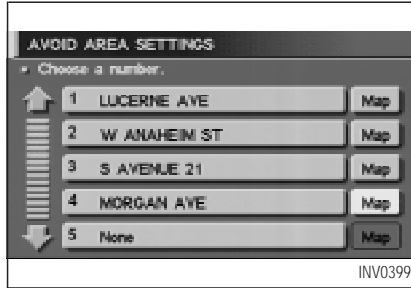 AVOID AREA SETTINGS
Choose a number.
1 LUCERNE AVE Map
2 W ANAHEIM ST Map
3 S AVENUE 21 Map
4 MORGAN AVE Map
5 None Map
INV0399